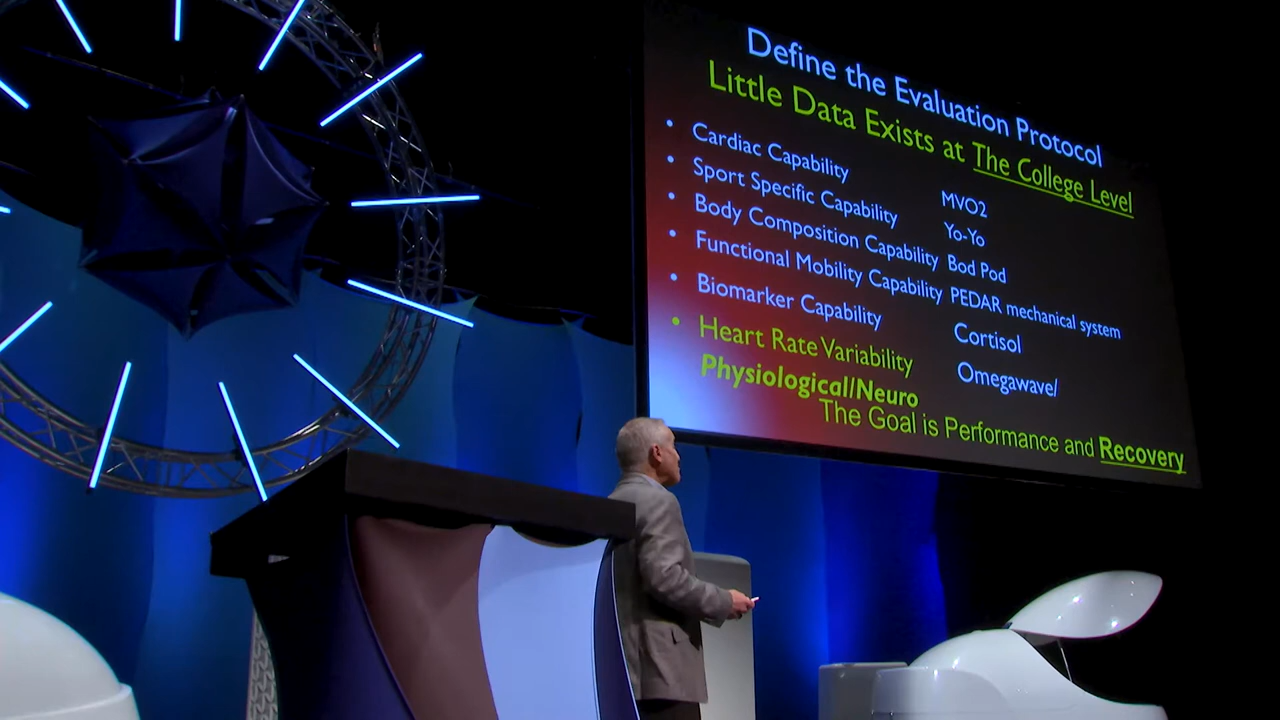 Define the Evaluation Protocol
Little Data Exists at The College Level
• Cardiac Capability MVO2
• Sport Specific Capability Yo-Yo
• Body Composition Capability Bod Pod
• Functional Mobility Capability PEDAR mechanical system
• Biomarker Capability Cortisol
• Heart Rate Variability Omegawave/
Physiological/Neuro
The Goal is Performance and Recovery